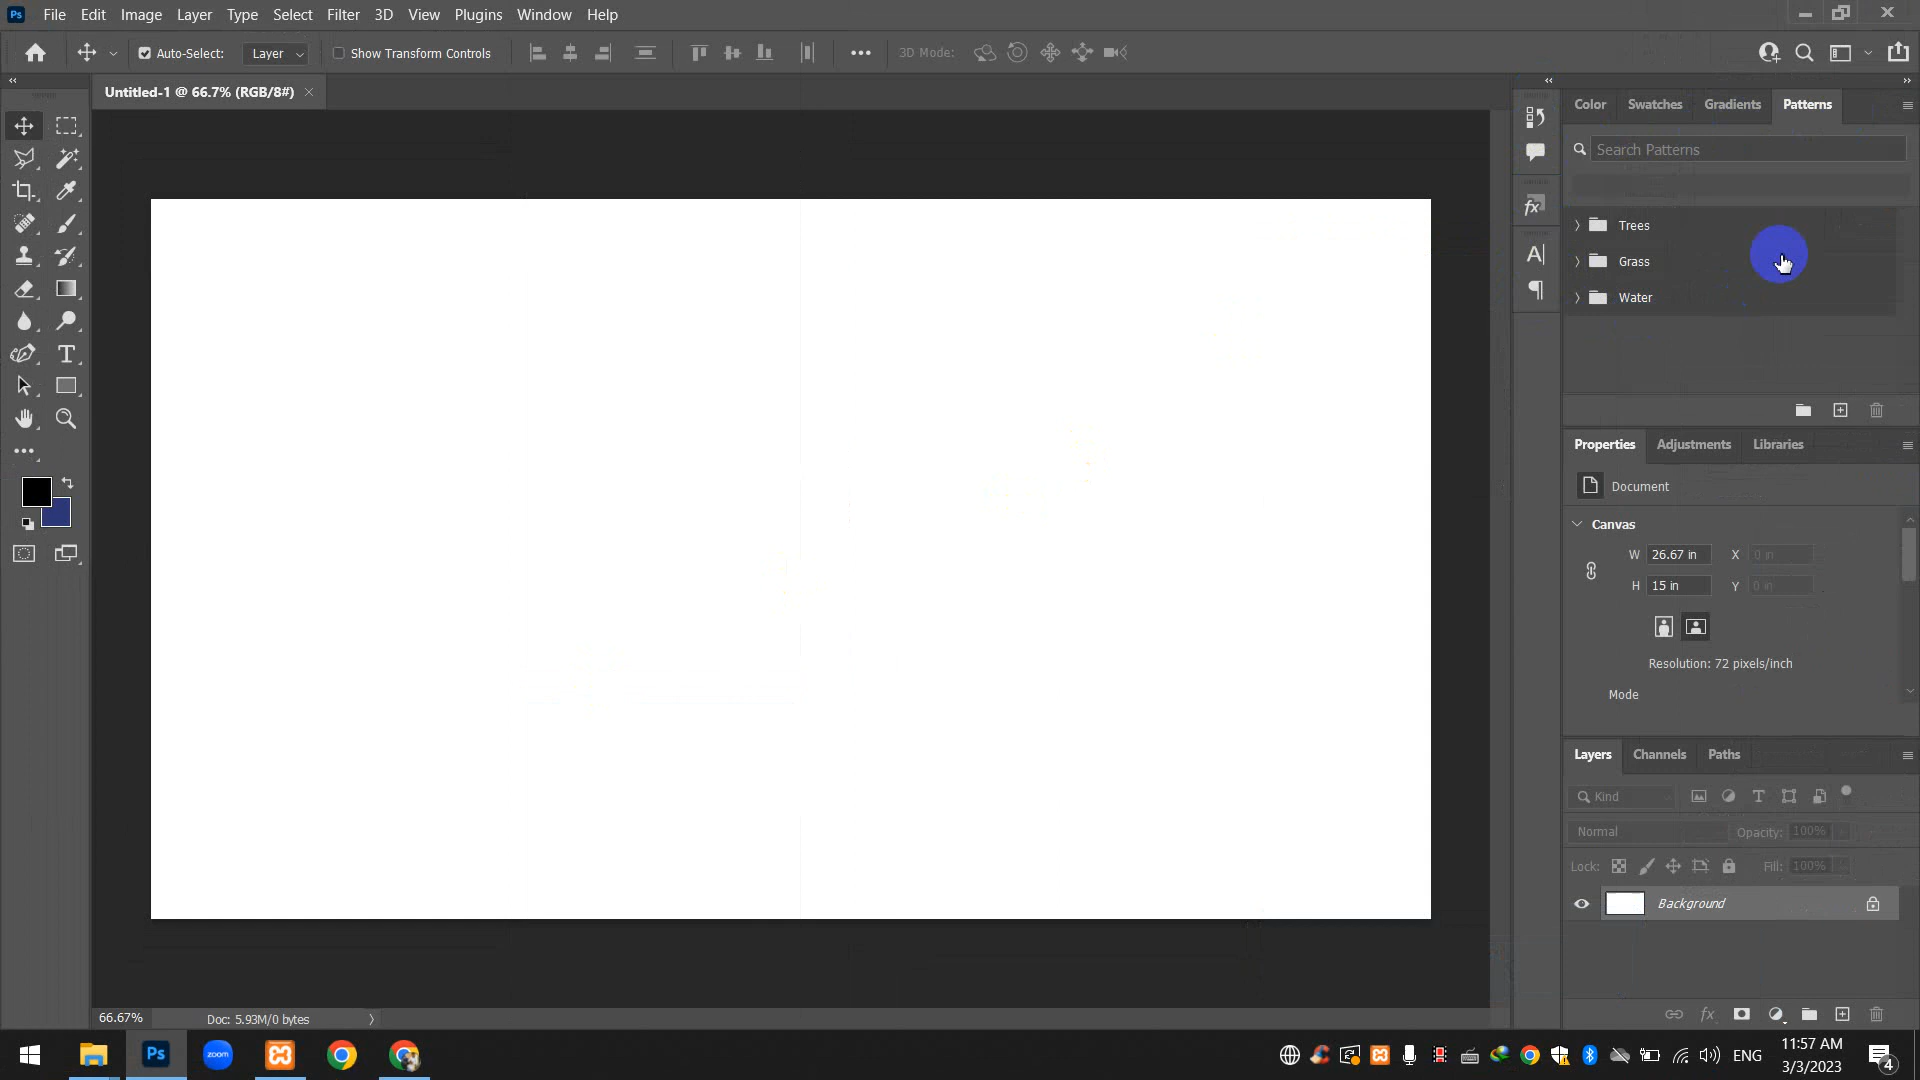 Ps File Edit Image Layer Type Select Filter 3D View Plugins Window Help
Auto-Select: Layer Show Transform Controls 3D Mode:
Untitled-1 @ 66.7% (RGB/8#)
Color Swatches Gradients Patterns
Search Patterns
Trees
Grass
Water
Properties Adjustments Libraries
Document
Canvas
W 26.67 in X 0 in
H 15 in Y 0 in
Resolution: 72 pixels/inch
Mode
Layers Channels Paths
Kind
Normal Opacity: 100%
Lock: Fill: 100%
Background
66.67% Doc: 5.93M/0 bytes
Ps zoom ENG
11:57 AM
3/3/2023
4